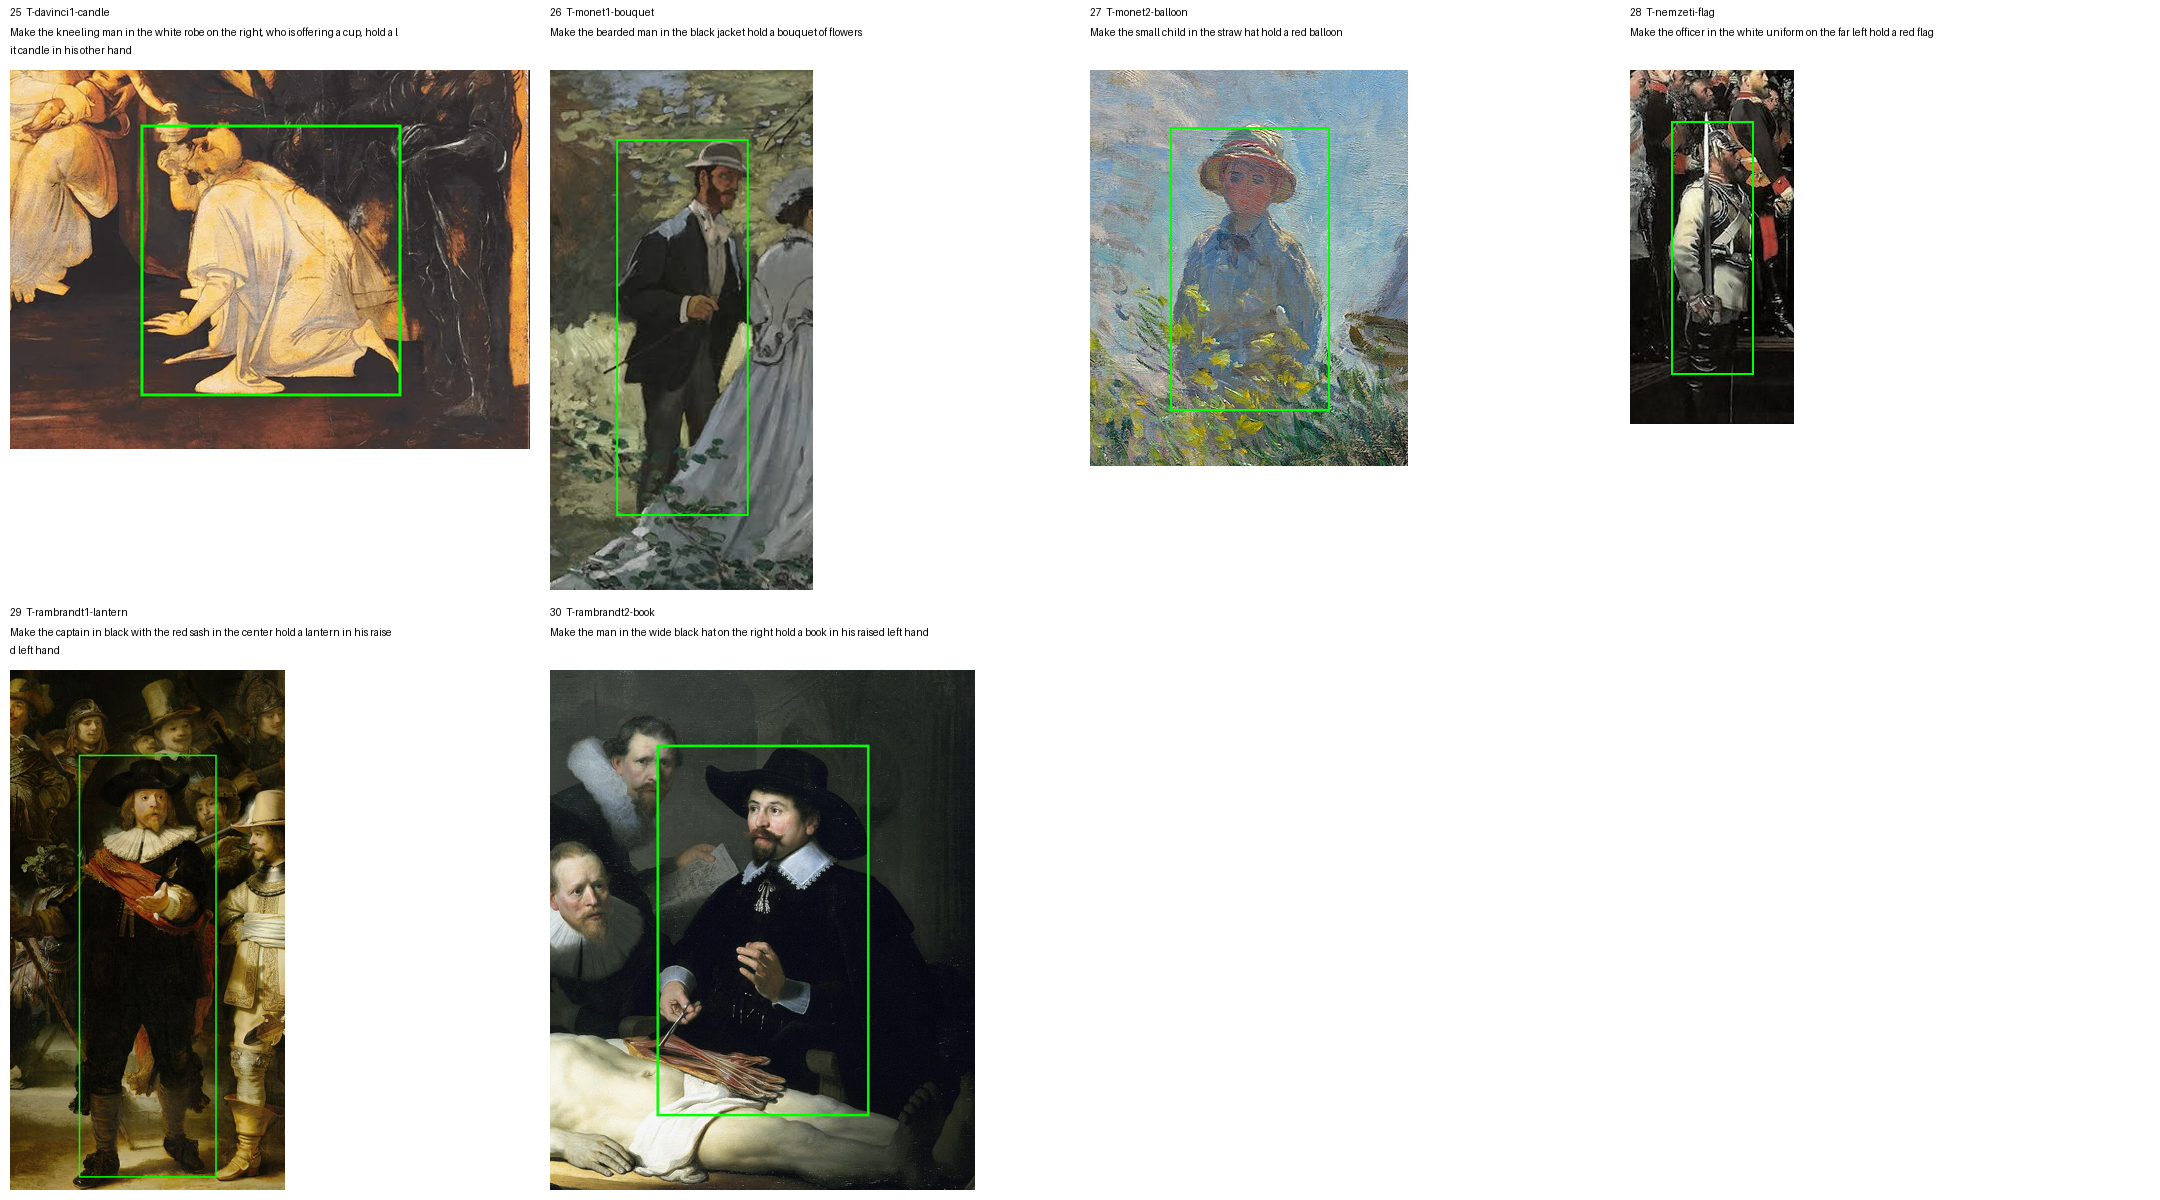 25 T-davinci1-candle
Make the kneeling man in the white robe on the right, who is offering a cup, hold a l
it candle in his other hand
26 T-monet1-bouquet
Make the bearded man in the black jacket hold a bouquet of flowers
27 T-monet2-balloon
Make the small child in the straw hat hold a red balloon
28 T-nemzeti-flag
Make the officer in the white uniform on the far left hold a red flag
29 T-rambrandt1-lantern
Make the captain in black with the red sash in the center hold a lantern in his raise
d left hand
30 T-rambrandt2-book
Make the man in the wide black hat on the right hold a book in his raised left hand